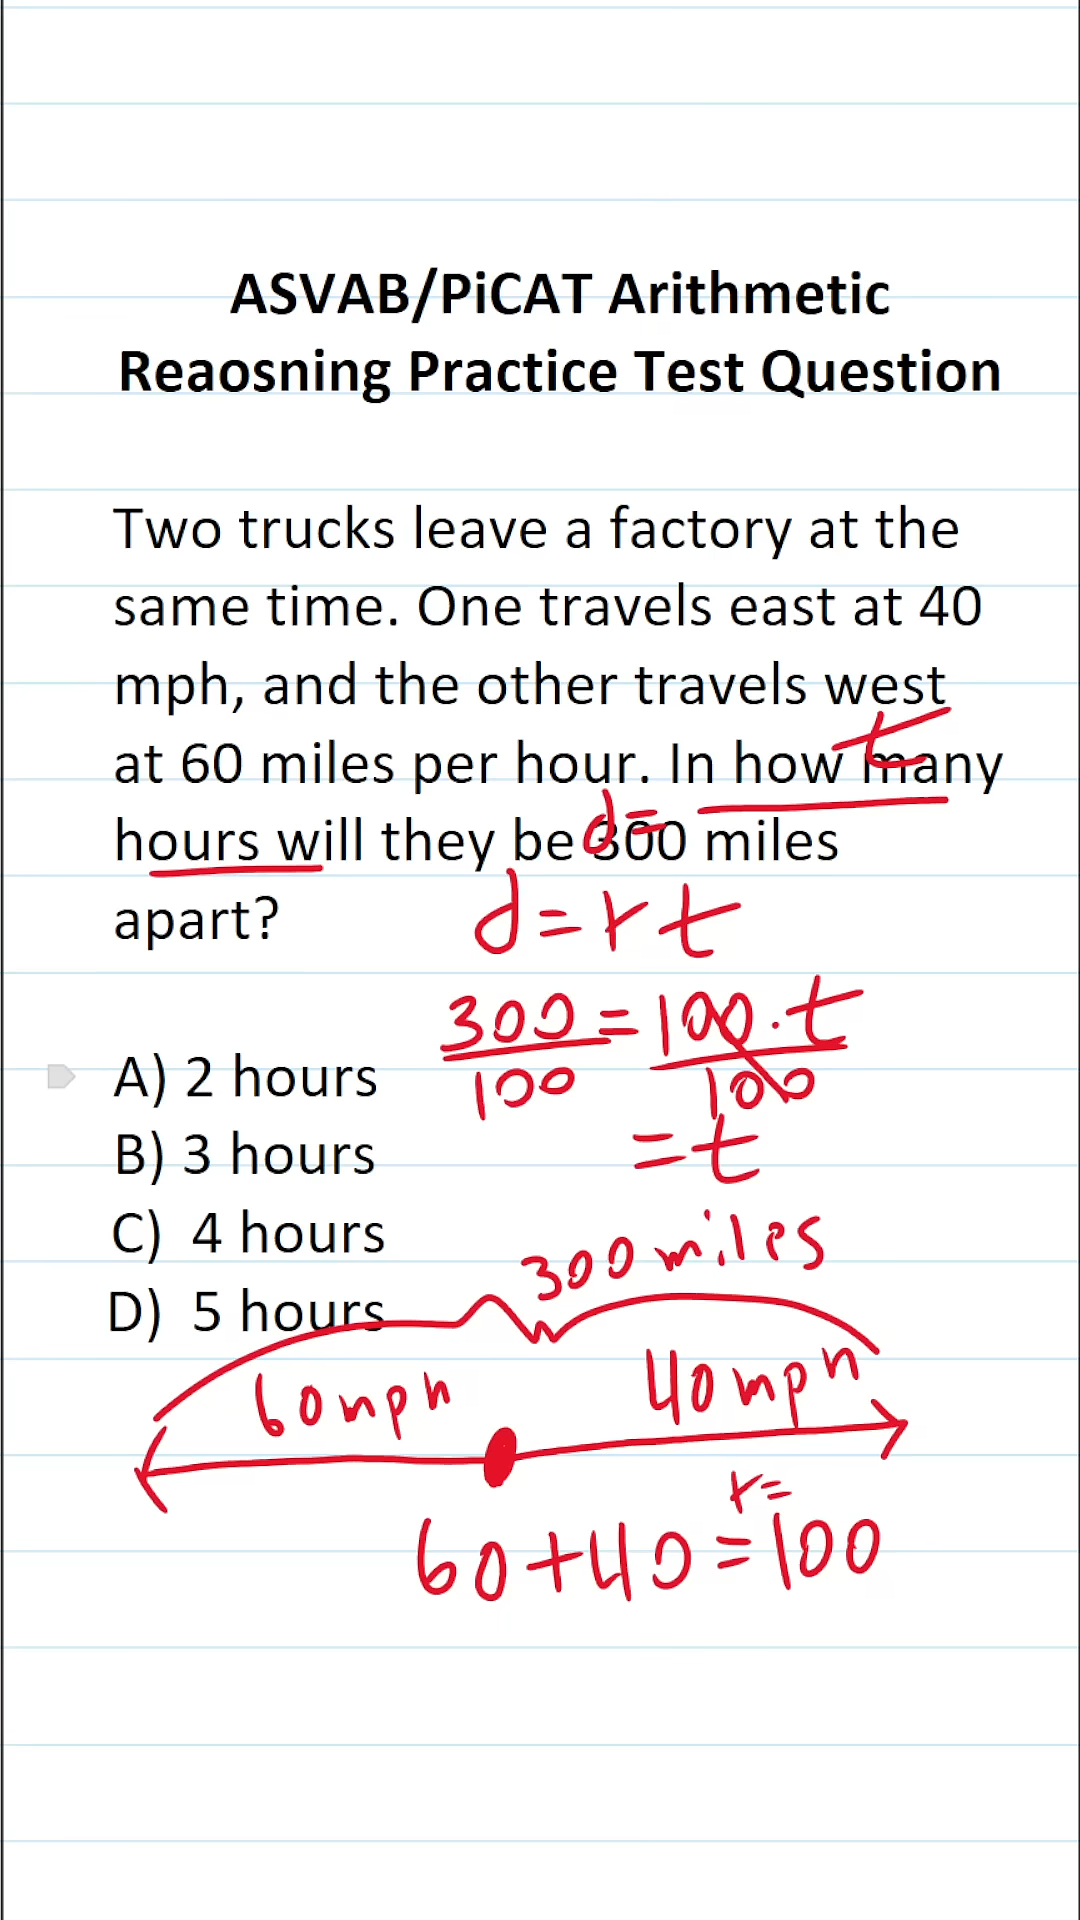 ASVAB/PiCAT Arithmetic
Reaosning Practice Test Question
Two trucks leave a factory at the
same time. One travels east at 40
mph, and the other travels west
t
at 60 miles per hour. In how many
d=
hours will they be 300 miles
apart?
d=rt
300=100.t
100 100
=t
A) 2 hours
B) 3 hours
C) 4 hours
D) 5 hours
300 miles
60mph 40mph
r=
60+40=100